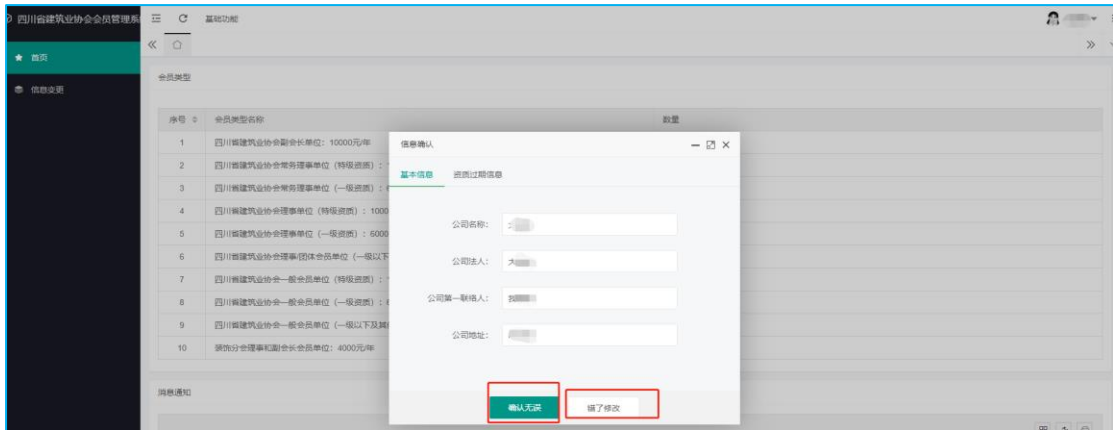 四川省建筑业协会会员管理系
基础功能
首页
信息变更
会员类型
序号 会员类型名称 数量
1 四川省建筑业协会副会长单位：10000元/年
2 四川省建筑业协会常务理事单位（特级资质）：
3 四川省建筑业协会常务理事单位（一级资质）：
4 四川省建筑业协会理事单位（特级资质）：1000
5 四川省建筑业协会理事单位（一级资质）：6000
6 四川省建筑业协会理事/团体会员单位（一级以下
7 四川省建筑业协会一般会员单位（特级资质）：
8 四川省建筑业协会一般会员单位（一级资质）：
9 四川省建筑业协会一般会员单位（一级以下及其
10 装饰分会理事和副会长会员单位：4000元/年
消息通知
信息确认
基本信息 资质过期信息
公司名称：
公司法人：
公司第一联络人：
公司地址：
确认无误 错了修改